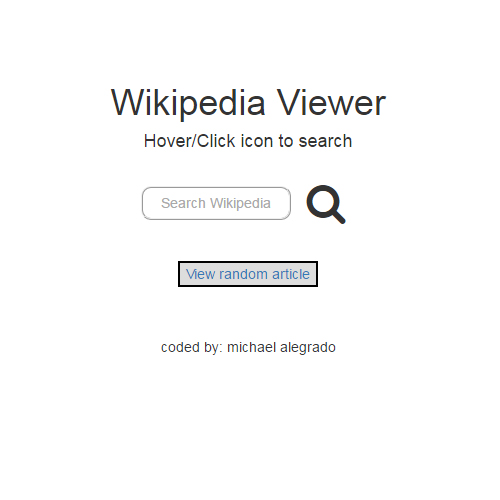 Wikipedia Viewer
Hover/Click icon to search
Search Wikipedia
View random article
coded by: michael alegrado